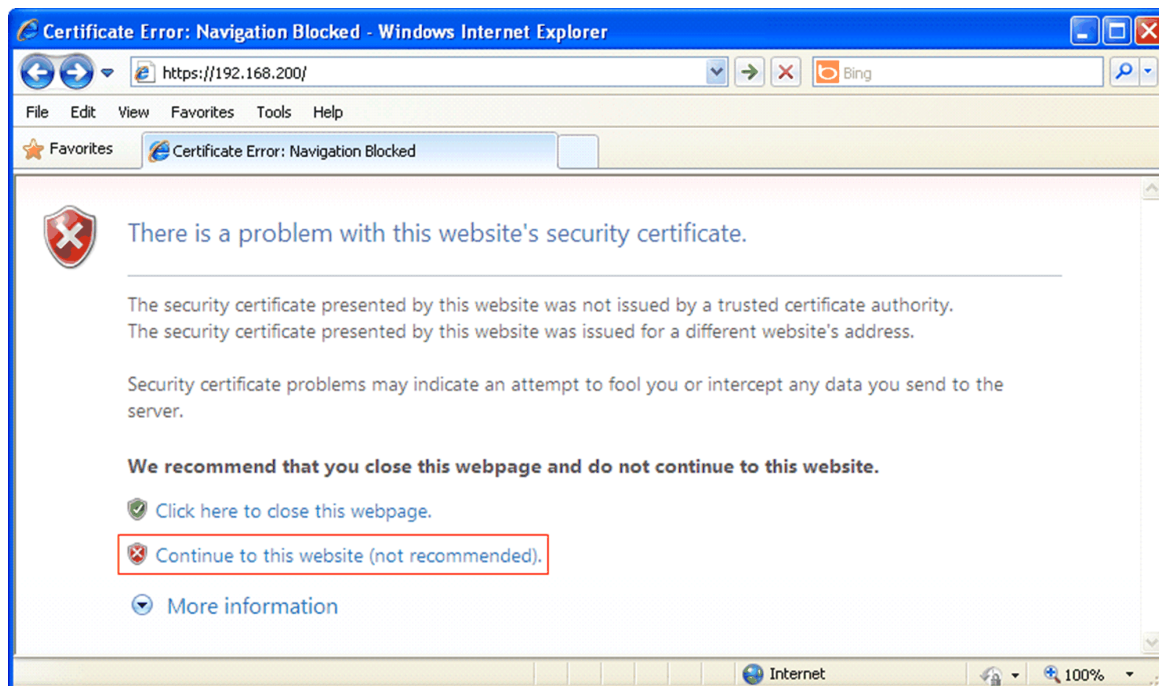 Certificate Error: Navigation Blocked - Windows Internet Explorer
https://192.168.200/
Bing
File Edit View Favorites Tools Help
Favorites
Certificate Error: Navigation Blocked
There is a problem with this website's security certificate.
The security certificate presented by this website was not issued by a trusted certificate authority.
The security certificate presented by this website was issued for a different website's address.
Security certificate problems may indicate an attempt to fool you or intercept any data you send to the
server.
We recommend that you close this webpage and do not continue to this website.
Click here to close this webpage.
Continue to this website (not recommended).
More information
Internet
100%